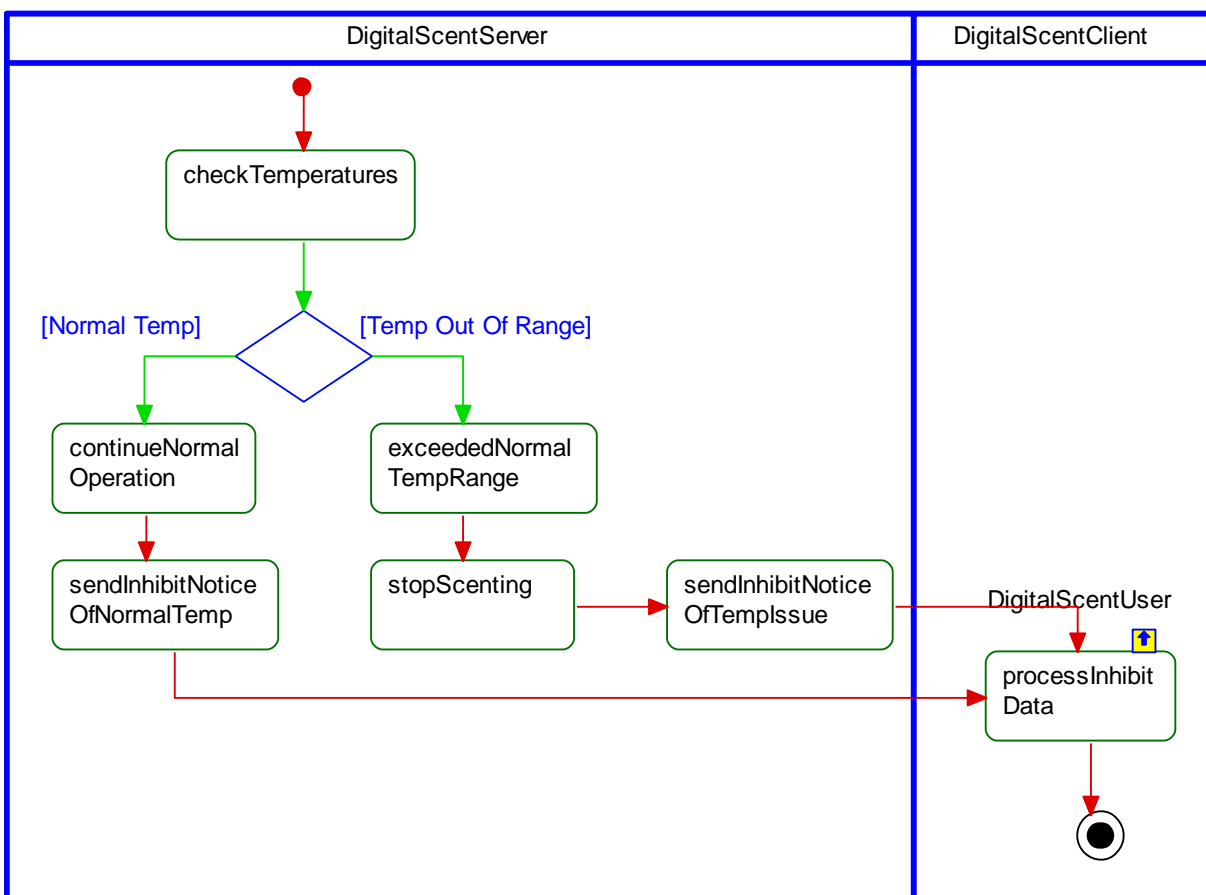 DigitalScentServer
DigitalScentClient
checkTemperatures
[Normal Temp]
[Temp Out Of Range]
continueNormal
Operation
exceededNormal
TempRange
sendInhibitNotice
OfNormalTemp
stopScenting
sendInhibitNotice
OfTempIssue
DigitalScentUser
processInhibit
Data